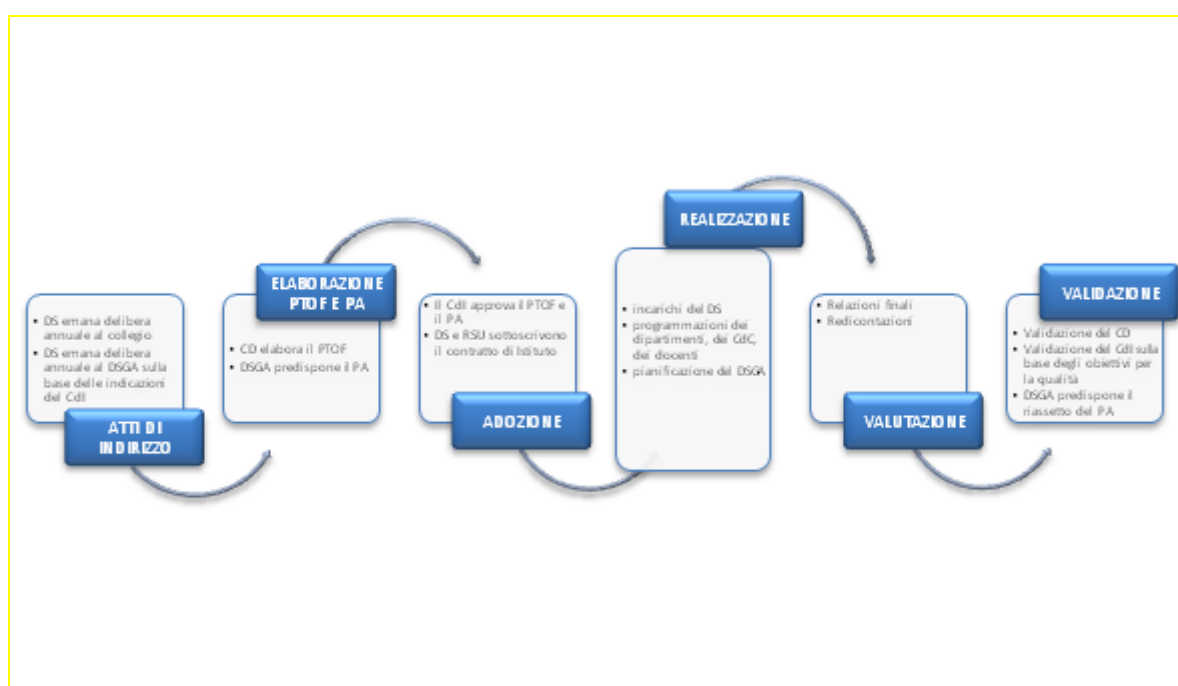 • DS emana delibera
annuale al collegio
• DS emana delibera
annuale al DSGA sulla
base delle indicazioni
del CdI
ATTI DI
INDIRIZZO
ELABORAZIONE
PTOF E PA
• CD elabora il PTOF
• DSGA predispone il PA
• Il CdI approva il PTOF e
il PA
• DS e RSU sottoscrivono
il contratto di Istituto
ADOZIONE
REALIZZAZIONE
• incarichi del DS
• programmazioni dei
dipartimenti, dei CdC,
dei docenti
• pianificazione del DSGA
• Relazioni finali
• Redicontazioni
VALUTAZIONE
VALIDAZIONE
• Validazione del CD
• Validazione del CdI sulla
base degli obiettivi per
la qualità
• DSGA predispone il
riassetto del PA